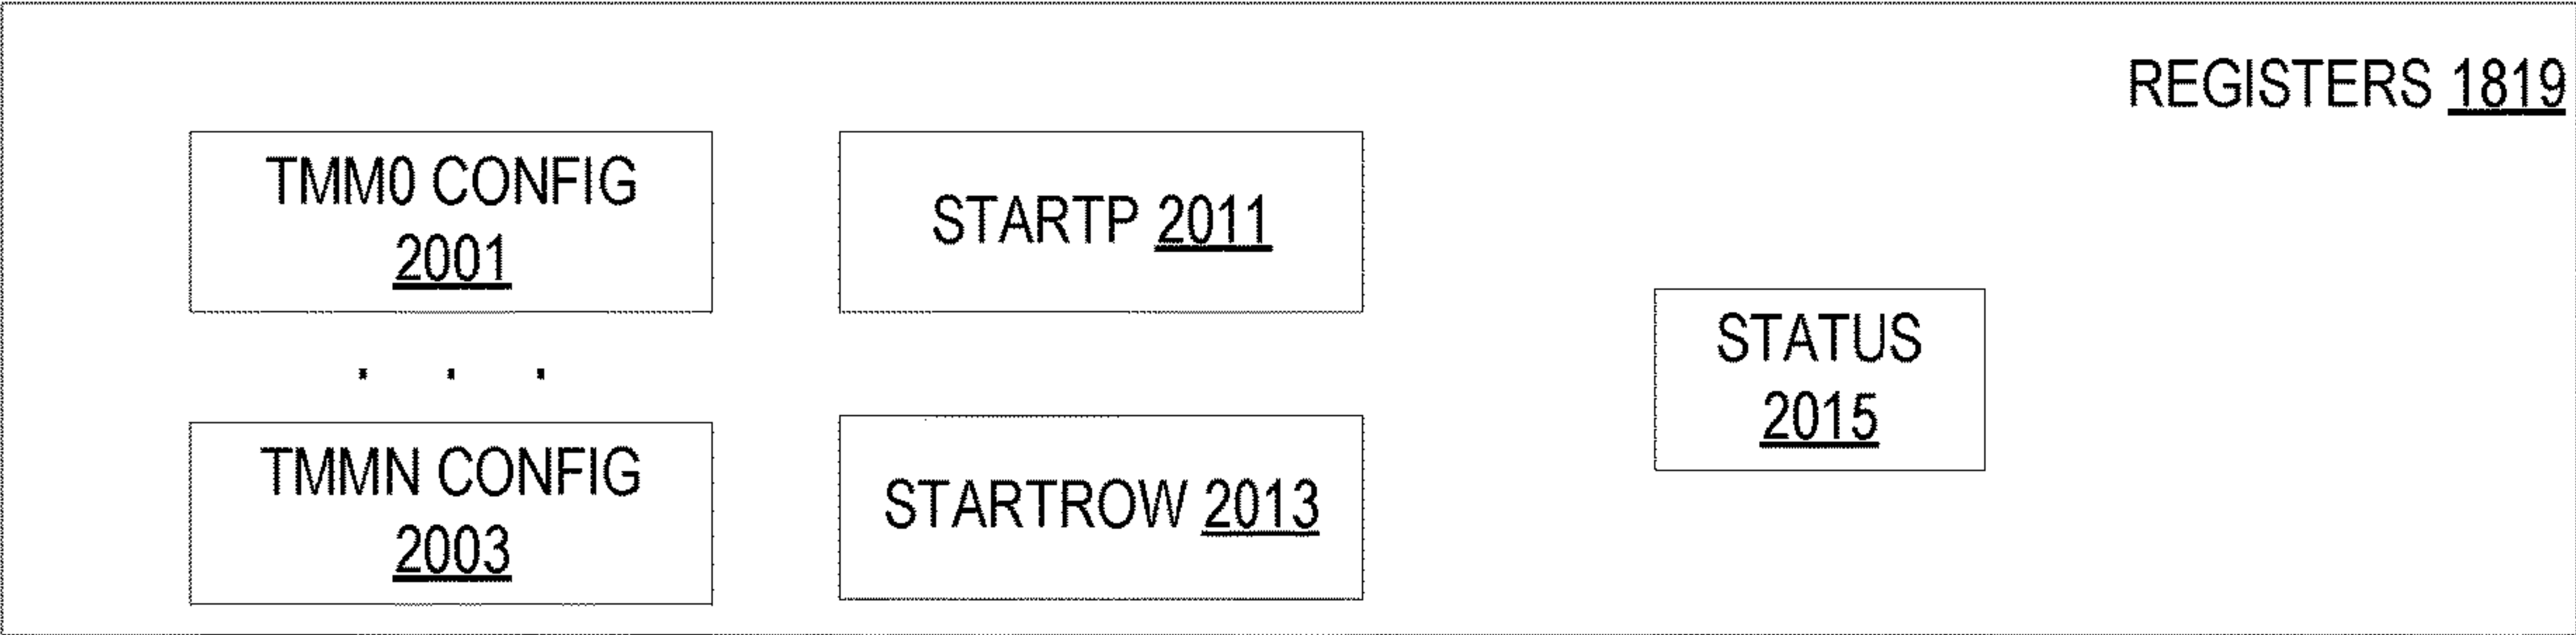 REGISTERS 1819
TMM0 CONFIG
2001
STARTP 2011
STATUS
2015
. . .
TMMN CONFIG
2003
STARTROW 2013